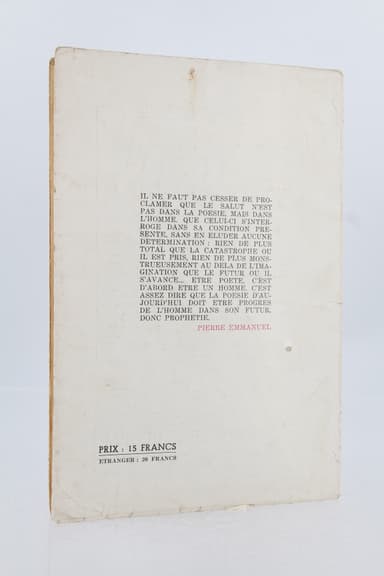 IL NE FAUT PAS CESSER DE PRO-
CLAMER QUE LE SALUT N'EST
PAS DANS LA POESIE, MAIS DANS
L'HOMME. QUE CELUI-CI S'INTER-
ROGE DANS SA CONDITION PRE-
SENTE, SANS EN ELUDER AUCUNE
DETERMINATION : RIEN DE PLUS
TOTAL QUE LA CATASTROPHE OU
IL EST PRIS, RIEN DE PLUS MONS-
TRUEUSEMENT AU DELA DE L'IMA-
GINATION QUE LE FUTUR OU IL
S'AVANCE... ETRE POETE, C'EST
D'ABORD ETRE UN HOMME. C'EST
ASSEZ DIRE QUE LA POESIE D'AU-
JOURD'HUI DOIT ETRE PROGRES
DE L'HOMME DANS SON FUTUR,
DONC PROPHETIE.
PIERRE EMMANUEL
PRIX : 15 FRANCS
ETRANGER : 20 FRANCS